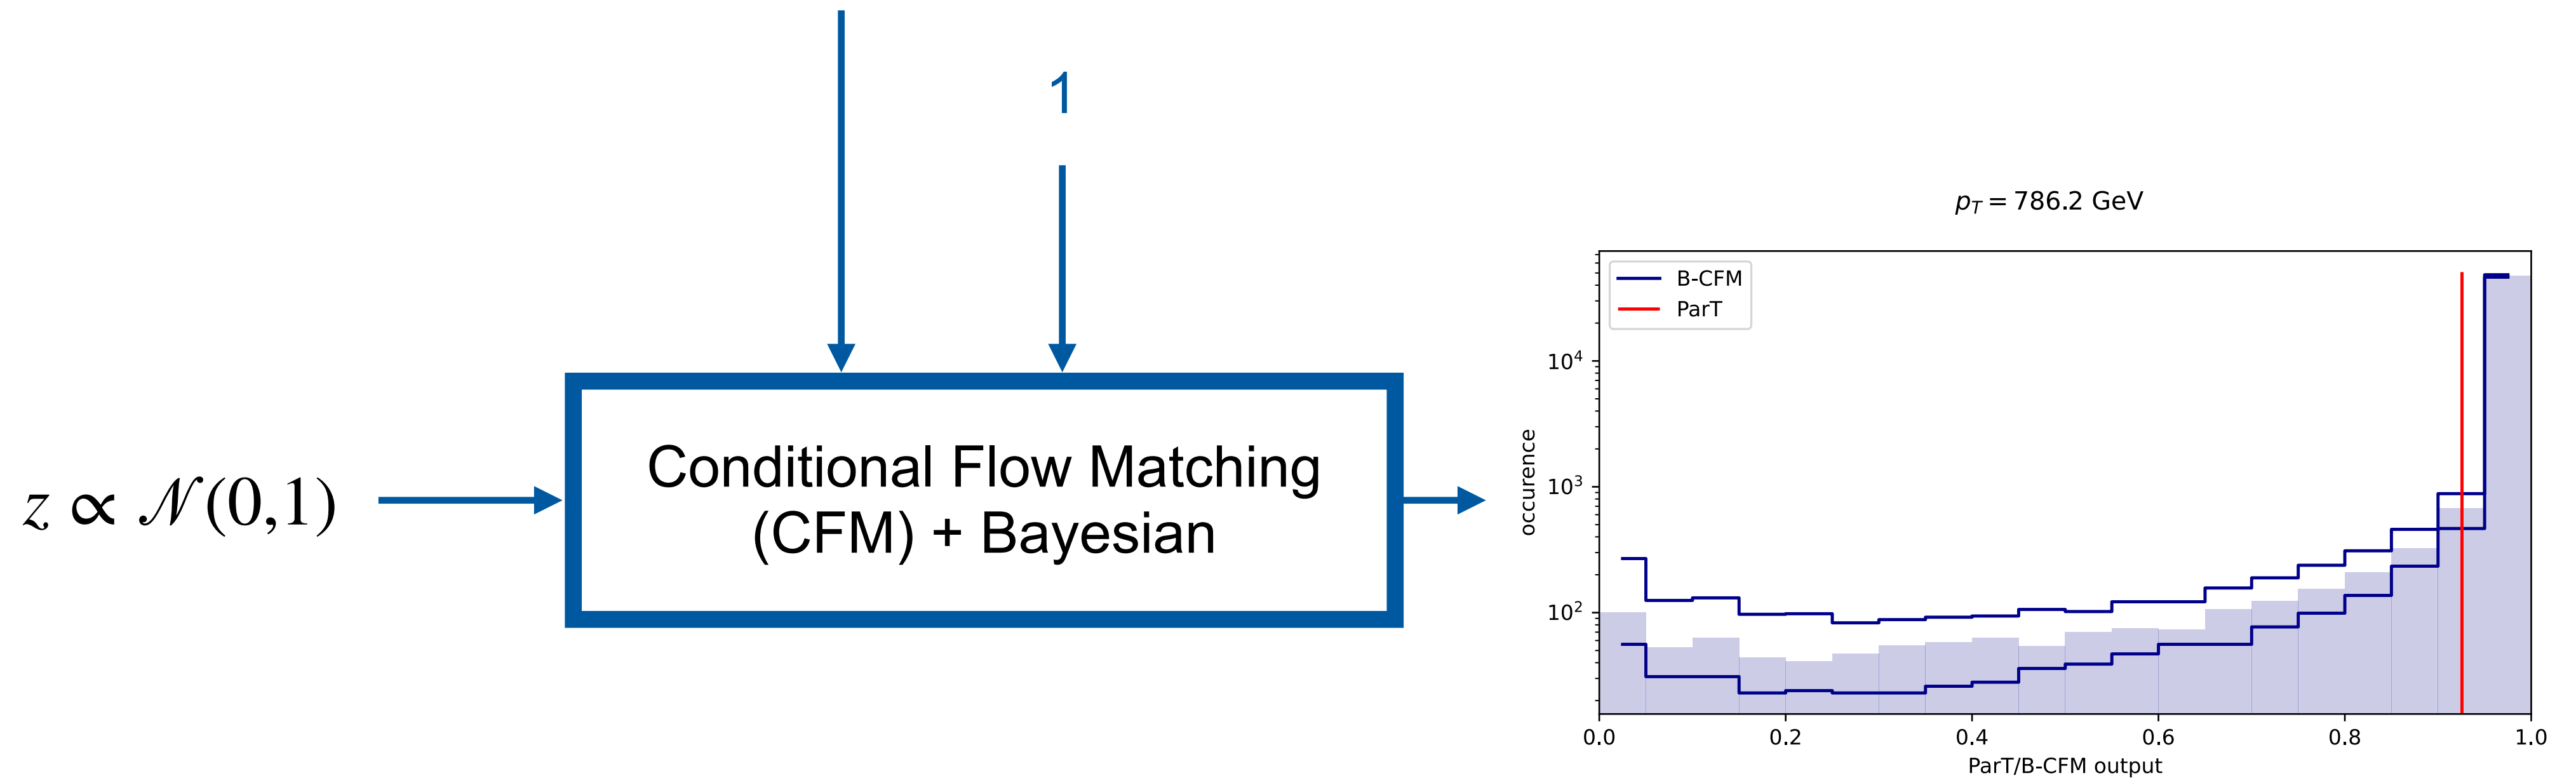 1
z ∝ 𝒩(0,1)
Conditional Flow Matching
(CFM) + Bayesian
p_T = 786.2 GeV
B-CFM
ParT
occurence
10^4
10^3
10^2
0.0 0.2 0.4 0.6 0.8 1.0
ParT/B-CFM output